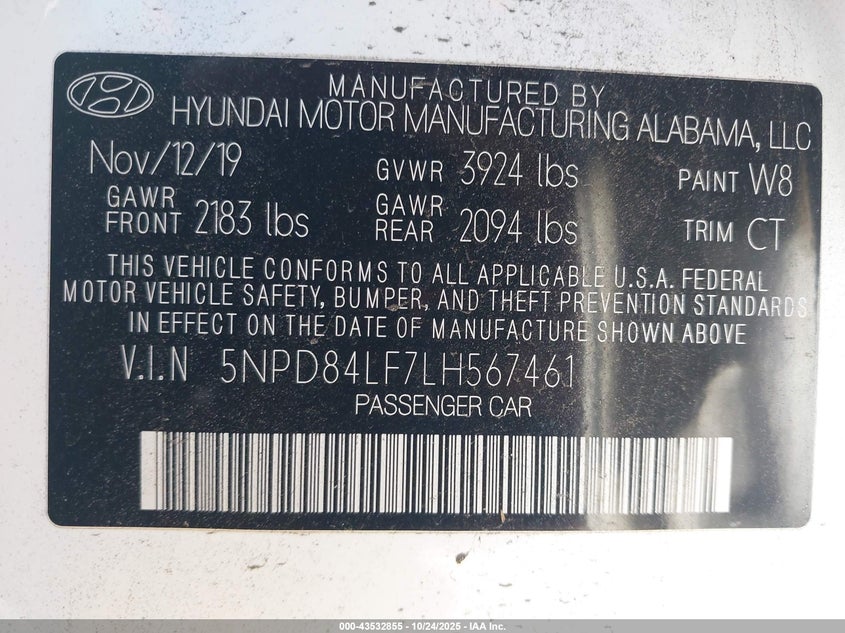 MANUFACTURED BY
HYUNDAI MOTOR MANUFACTURING ALABAMA, LLC
Nov/12/19 GVWR 3924 lbs PAINT W8
GAWR FRONT 2183 lbs GAWR REAR 2094 lbs TRIM CT
THIS VEHICLE CONFORMS TO ALL APPLICABLE U.S.A. FEDERAL
MOTOR VEHICLE SAFETY, BUMPER, AND THEFT PREVENTION STANDARDS
IN EFFECT ON THE DATE OF MANUFACTURE SHOWN ABOVE
V.I.N 5NPD84LF7LH567461
PASSENGER CAR
000-43532855 - 10/24/2025 - IAA Inc.